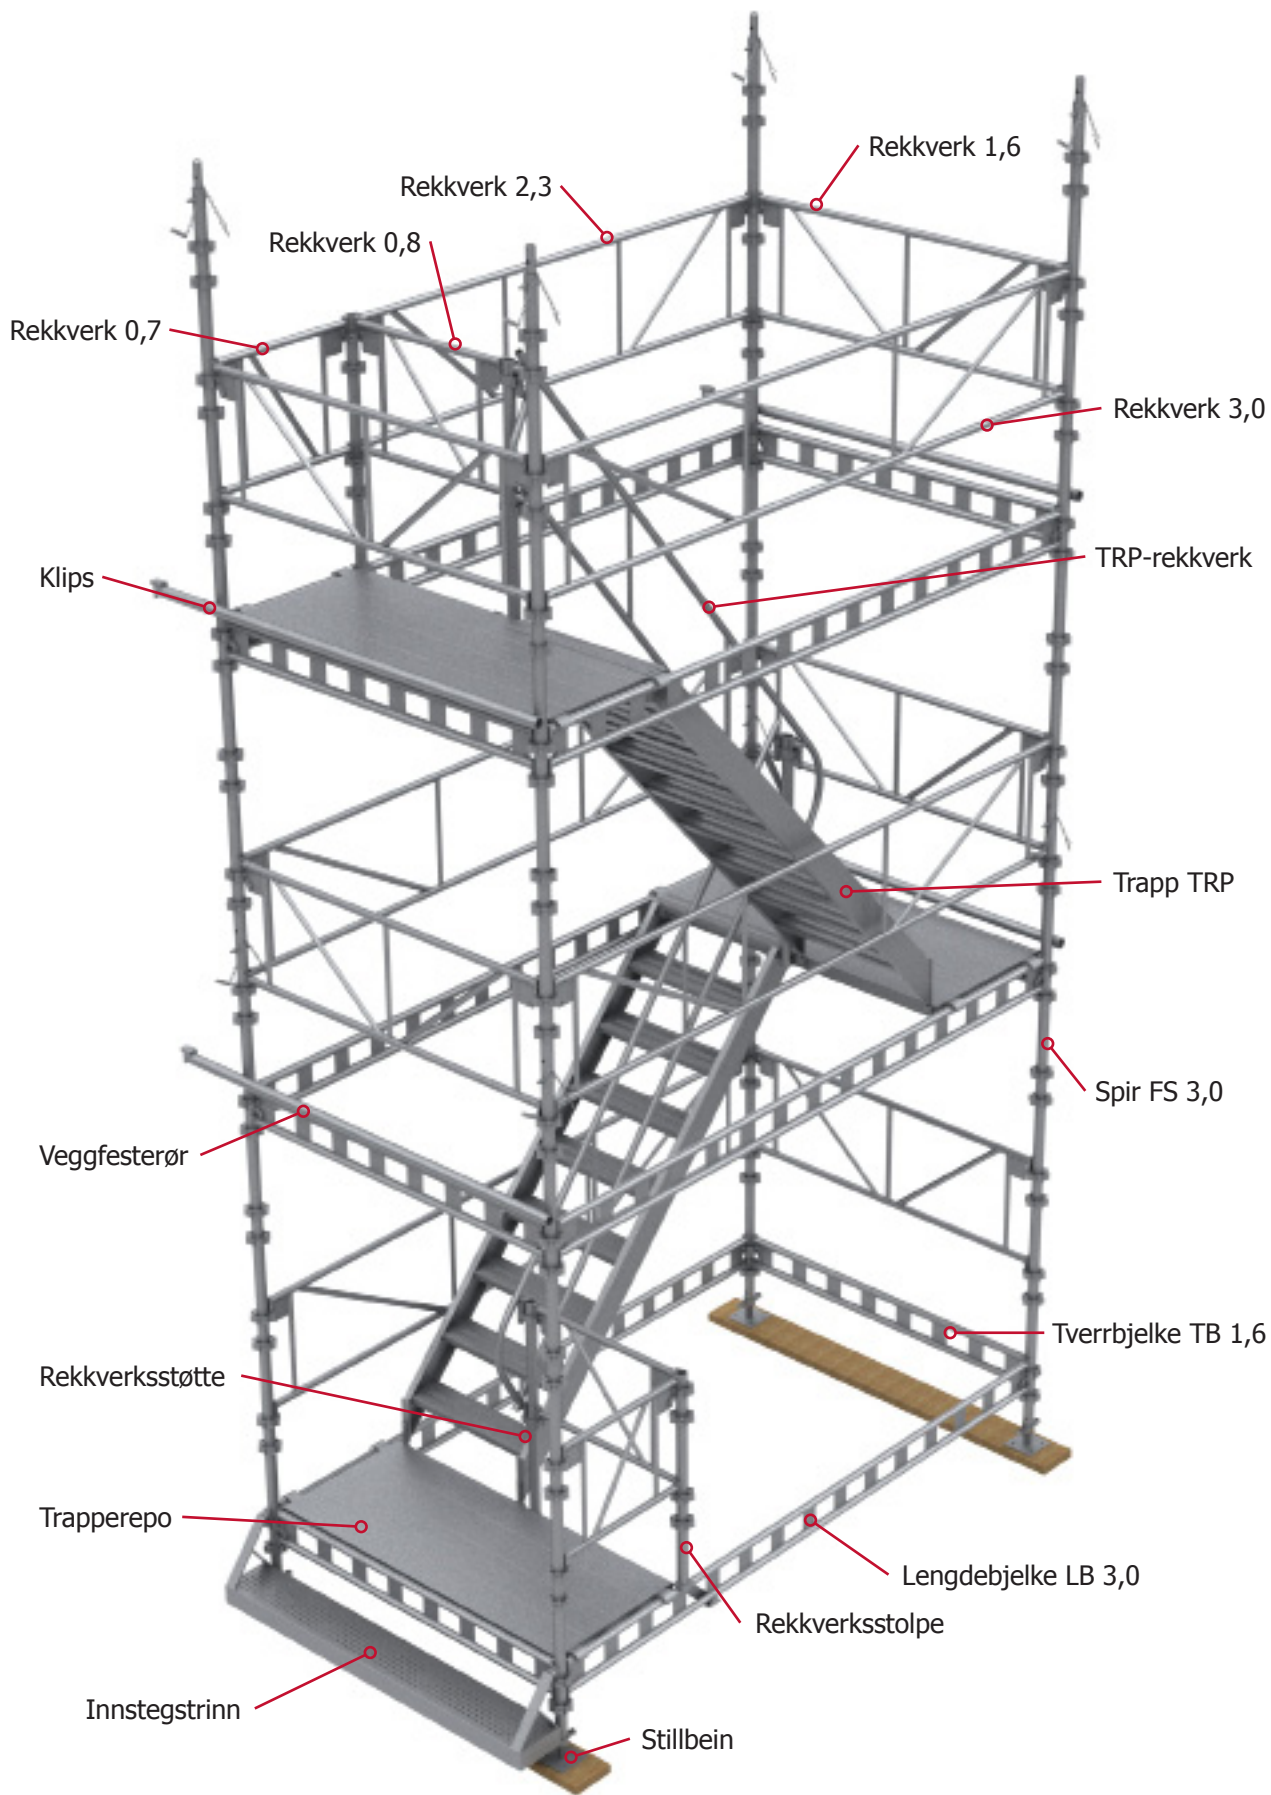 Rekkverk 1,6
Rekkverk 2,3
Rekkverk 0,8
Rekkverk 0,7
Rekkverk 3,0
TRP-rekkverk
Klips
Trapp TRP
Spir FS 3,0
Veggfesterør
Tverrbjelke TB 1,6
Rekkverksstøtte
Trapperepo
Lengdebjelke LB 3,0
Rekkverksstolpe
Innstegstrinn
Stillbein